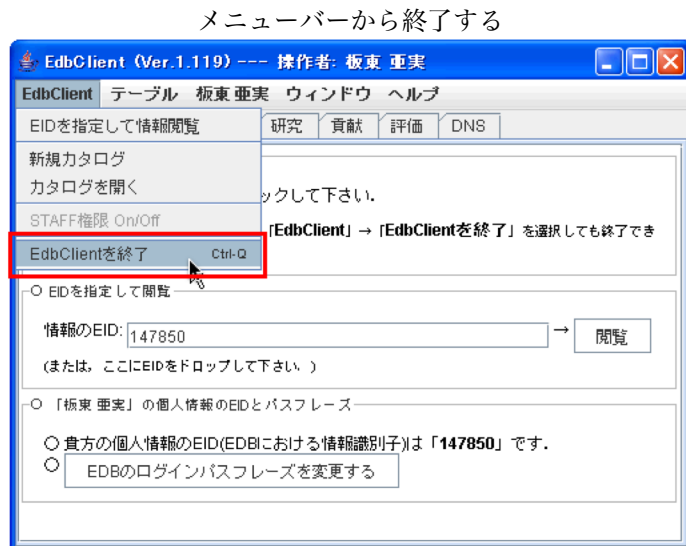 メニューバーから終了する
EdbClient (Ver.1.119) --- 操作者: 板東 亜実
EdbClient テーブル 板東 亜実 ウィンドウ ヘルプ
EIDを指定して情報閲覧
研究 貢献 評価 DNS
新規カタログ
カタログを開く
ックして下さい.
STAFF権限 On/Off
「EdbClient」→「EdbClientを終了」を選択しても終了でき
EdbClientを終了 Ctrl-Q
○ EIDを指定して閲覧
情報のEID: 147850 → 閲覧
(または, ここにEIDをドロップして下さい. )
○ 「板東 亜実」の個人情報のEIDとパスフレーズ
○ 貴方の個人情報のEID(EDBにおける情報識別子)は「147850」です.
○ EDBのログインパスフレーズを変更する